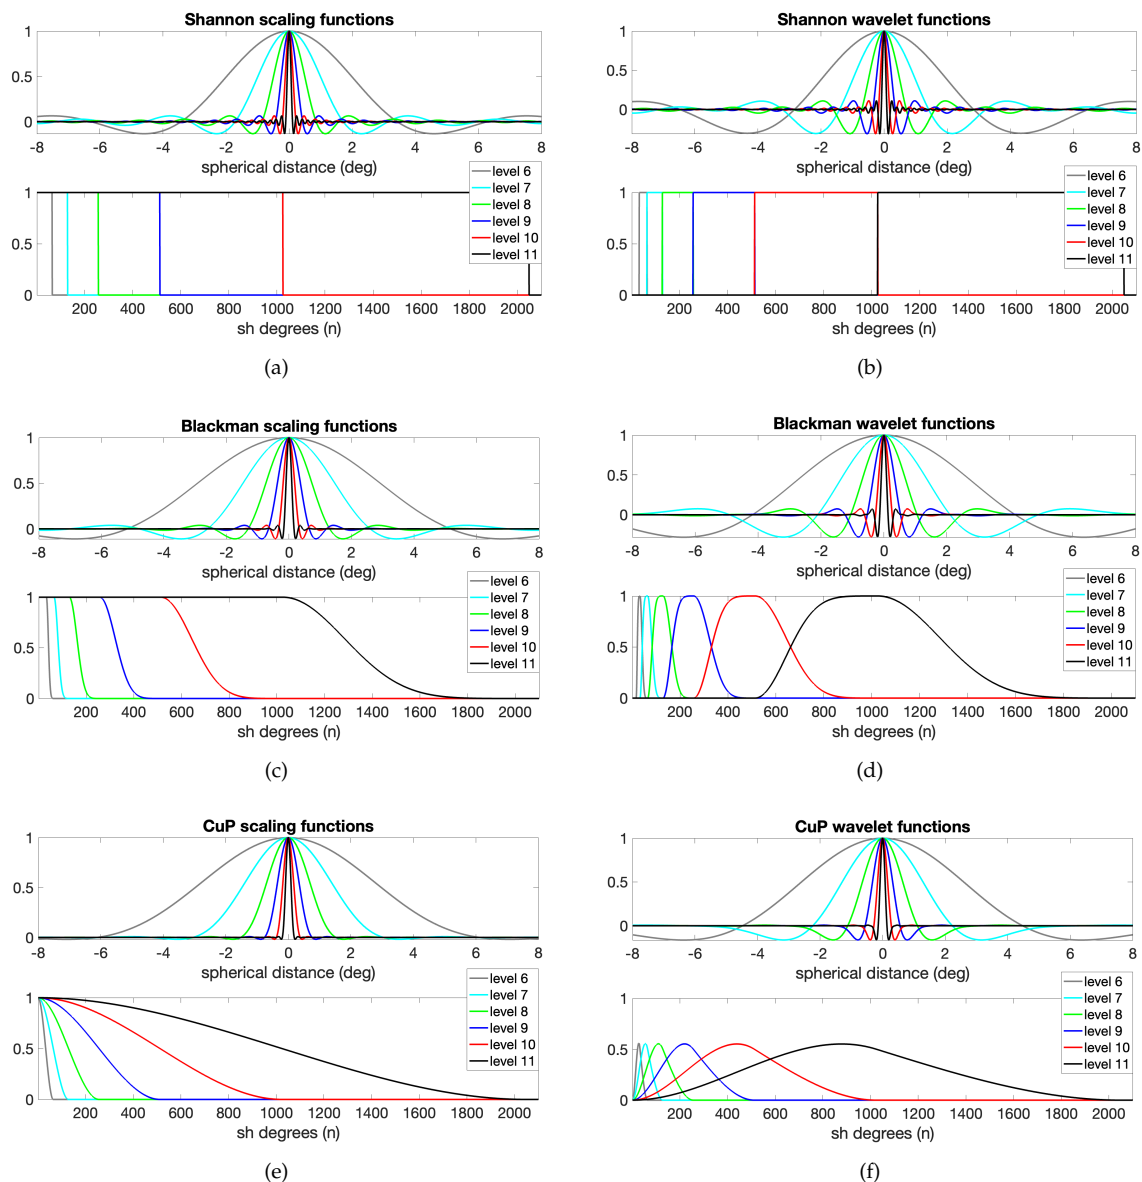 Shannon scaling functions
1
0.5
0
-8 -6 -4 -2 0 2 4 6 8
spherical distance (deg)
1
0.5
0
200 400 600 800 1000 1200 1400 1600 1800 2000
sh degrees (n)
level 6
level 7
level 8
level 9
level 10
level 11
(a)
Shannon wavelet functions
1
0.5
0
-8 -6 -4 -2 0 2 4 6 8
spherical distance (deg)
1
0.5
0
200 400 600 800 1000 1200 1400 1600 1800 2000
sh degrees (n)
level 6
level 7
level 8
level 9
level 10
level 11
(b)
Blackman scaling functions
1
0.5
0
-8 -6 -4 -2 0 2 4 6 8
spherical distance (deg)
1
0.5
0
200 400 600 800 1000 1200 1400 1600 1800 2000
sh degrees (n)
level 6
level 7
level 8
level 9
level 10
level 11
(c)
Blackman wavelet functions
1
0.5
0
-8 -6 -4 -2 0 2 4 6 8
spherical distance (deg)
1
0.5
0
200 400 600 800 1000 1200 1400 1600 1800 2000
sh degrees (n)
level 6
level 7
level 8
level 9
level 10
level 11
(d)
CuP scaling functions
1
0.5
0
-8 -6 -4 -2 0 2 4 6 8
spherical distance (deg)
1
0.5
0
200 400 600 800 1000 1200 1400 1600 1800 2000
sh degrees (n)
level 6
level 7
level 8
level 9
level 10
level 11
(e)
CuP wavelet functions
1
0.5
0
-8 -6 -4 -2 0 2 4 6 8
spherical distance (deg)
1
0.5
0
200 400 600 800 1000 1200 1400 1600 1800 2000
sh degrees (n)
level 6
level 7
level 8
level 9
level 10
level 11
(f)